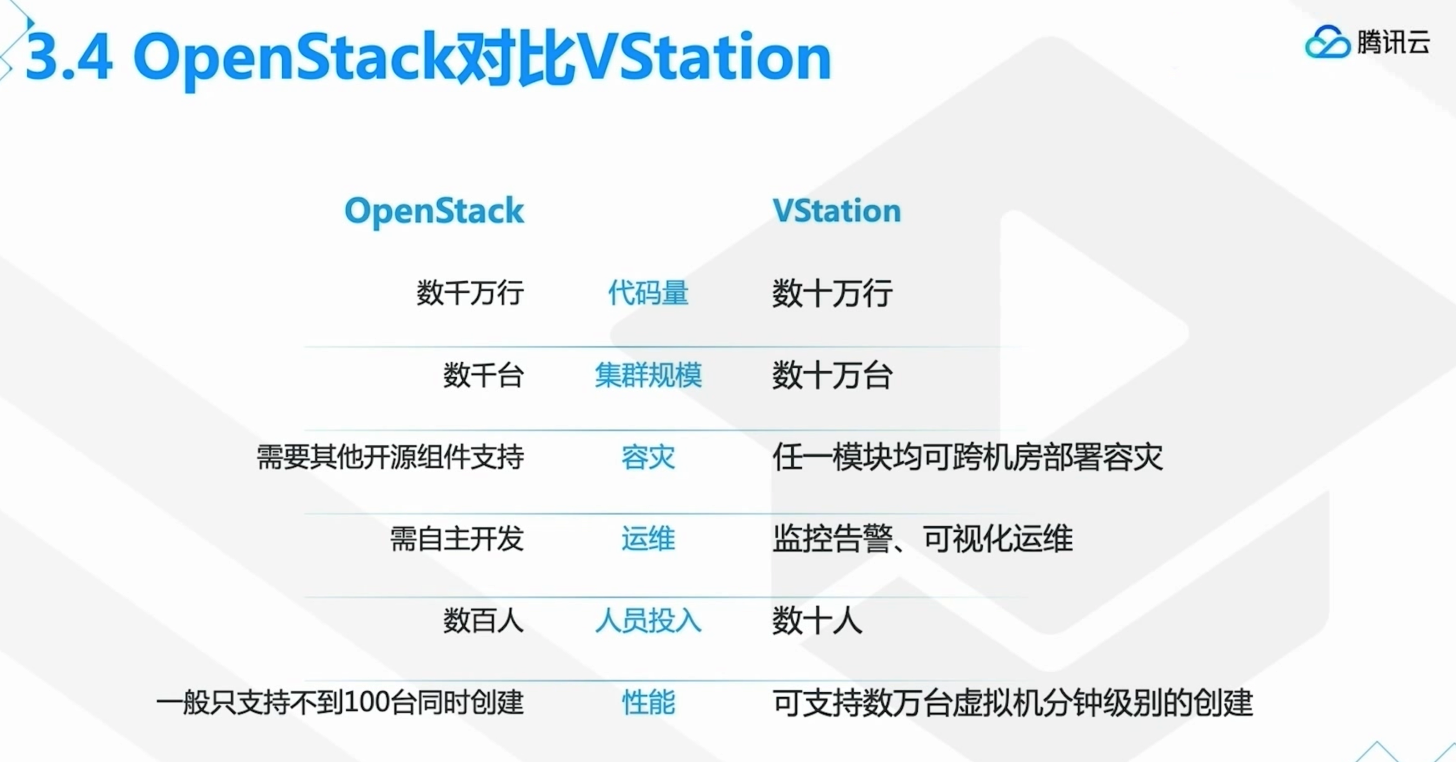 3.4 OpenStack对比VStation
腾讯云
OpenStack VStation
数千万行 代码量 数十万行
数千台 集群规模 数十万台
需要其他开源组件支持 容灾 任一模块均可跨机房部署容灾
需自主开发 运维 监控告警、可视化运维
数百人 人员投入 数十人
一般只支持不到100台同时创建 性能 可支持数万台虚拟机分钟级别的创建